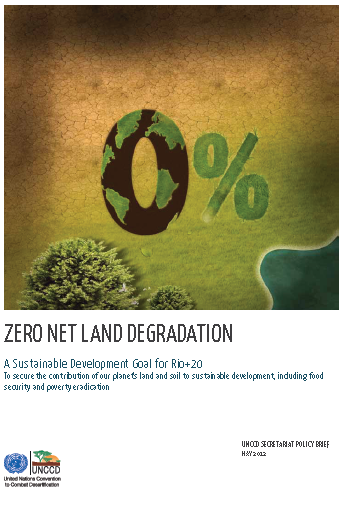 0%
ZERO NET LAND DEGRADATION
A Sustainable Development Goal for Rio+20
To secure the contribution of our planet's land and soil to sustainable development, including food
security and poverty eradication
UNCCD SECRETARIAT POLICY BRIEF
MAY 2012
UNCCD
United Nations Convention
to Combat Desertification